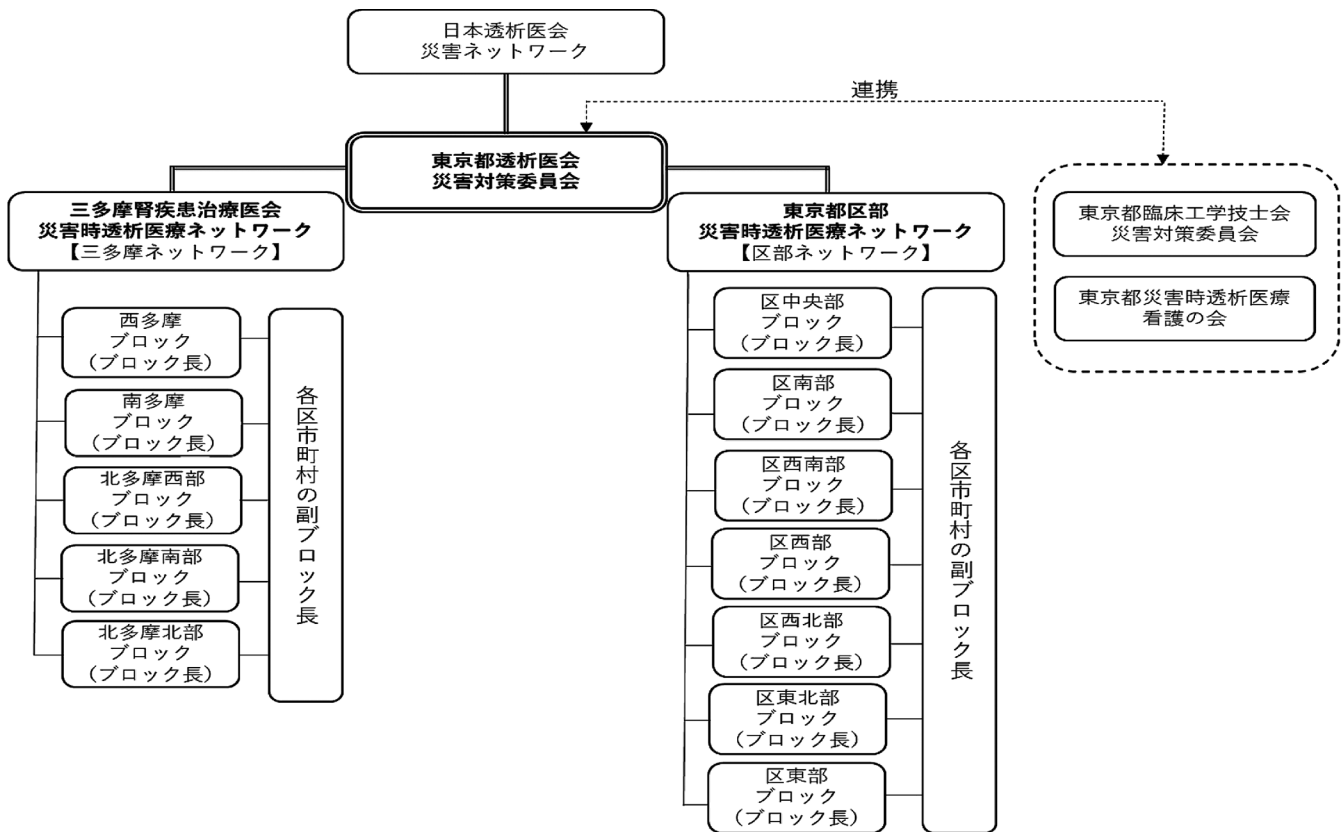 日本透析医会
災害ネットワーク
連携
東京都透析医会
災害対策委員会
三多摩腎疾患治療医会
災害時透析医療ネットワーク
【三多摩ネットワーク】
東京都区部
災害時透析医療ネットワーク
【区部ネットワーク】
東京都臨床工学技士会
災害対策委員会
東京都災害時透析医療
看護の会
西多摩
ブロック
(ブロック長)
南多摩
ブロック
(ブロック長)
北多摩西部
ブロック
(ブロック長)
北多摩南部
ブロック
(ブロック長)
北多摩北部
ブロック
(ブロック長)
各区市町村の副ブロック長
区中央部
ブロック
(ブロック長)
区南部
ブロック
(ブロック長)
区西南部
ブロック
(ブロック長)
区西部
ブロック
(ブロック長)
区西北部
ブロック
(ブロック長)
区東北部
ブロック
(ブロック長)
区東部
ブロック
(ブロック長)
各区市町村の副ブロック長